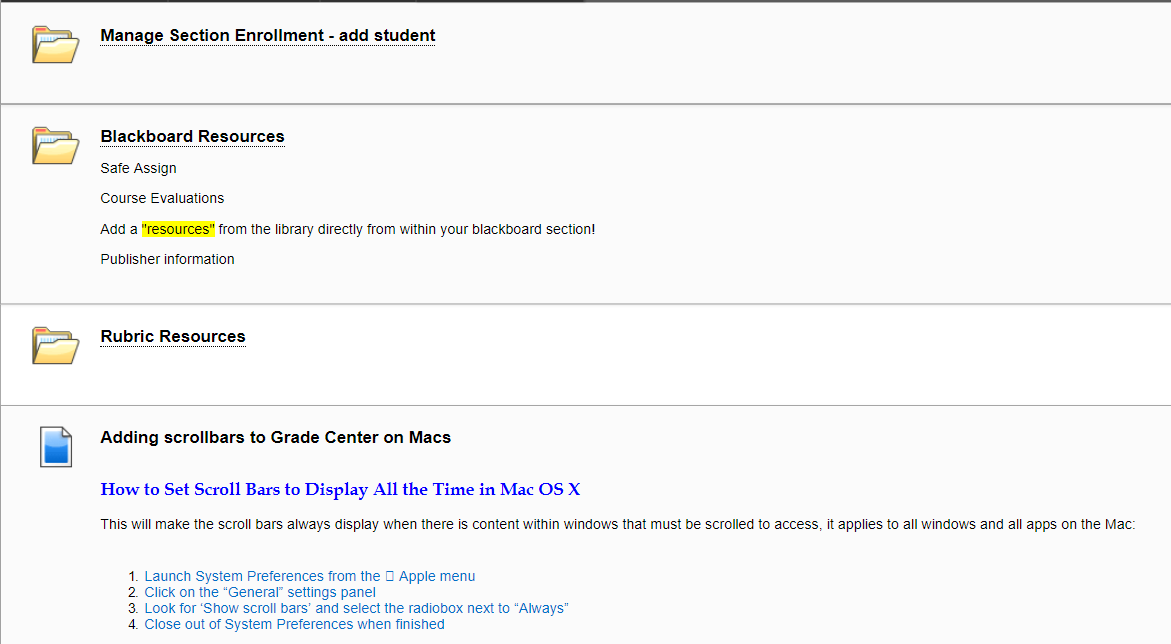 Manage Section Enrollment - add student
Blackboard Resources
Safe Assign
Course Evaluations
Add a "resources" from the library directly from within your blackboard section!
Publisher information
Rubric Resources
Adding scrollbars to Grade Center on Macs
How to Set Scroll Bars to Display All the Time in Mac OS X
This will make the scroll bars always display when there is content within windows that must be scrolled to access, it applies to all windows and all apps on the Mac:
1. Launch System Preferences from the  Apple menu
2. Click on the “General” settings panel
3. Look for ‘Show scroll bars’ and select the radiobox next to “Always”
4. Close out of System Preferences when finished